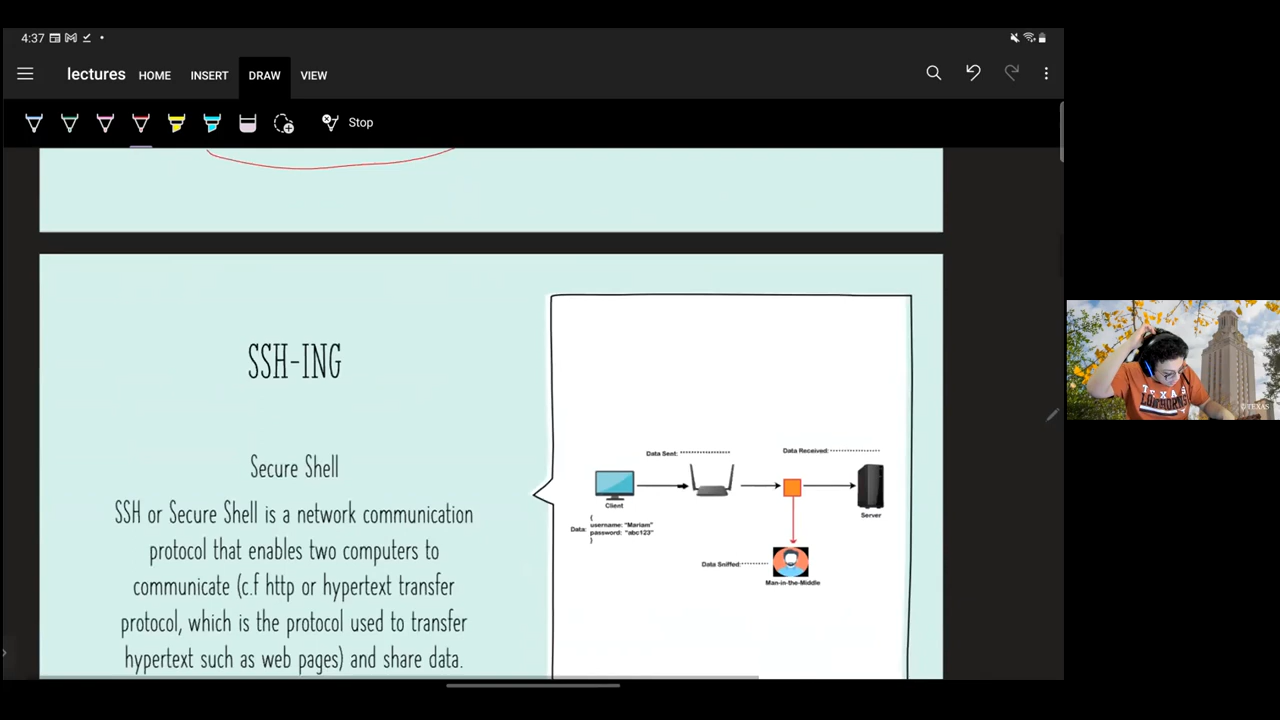 4:37
lectures HOME INSERT DRAW VIEW
Stop
SSH-ING
Secure Shell
SSH or Secure Shell is a network communication
protocol that enables two computers to
communicate (c.f http or hypertext transfer
protocol, which is the protocol used to transfer
hypertext such as web pages) and share data.
Data Sent: ••••••••••••••
Data Received:••••••••••••••
Client
Server
Data: {
username: "Mariam"
password: "abc123"
}
Data Sniffed:••••••••
Man-in-the-Middle
TEXAS
LONGHORNS
©TEXAS